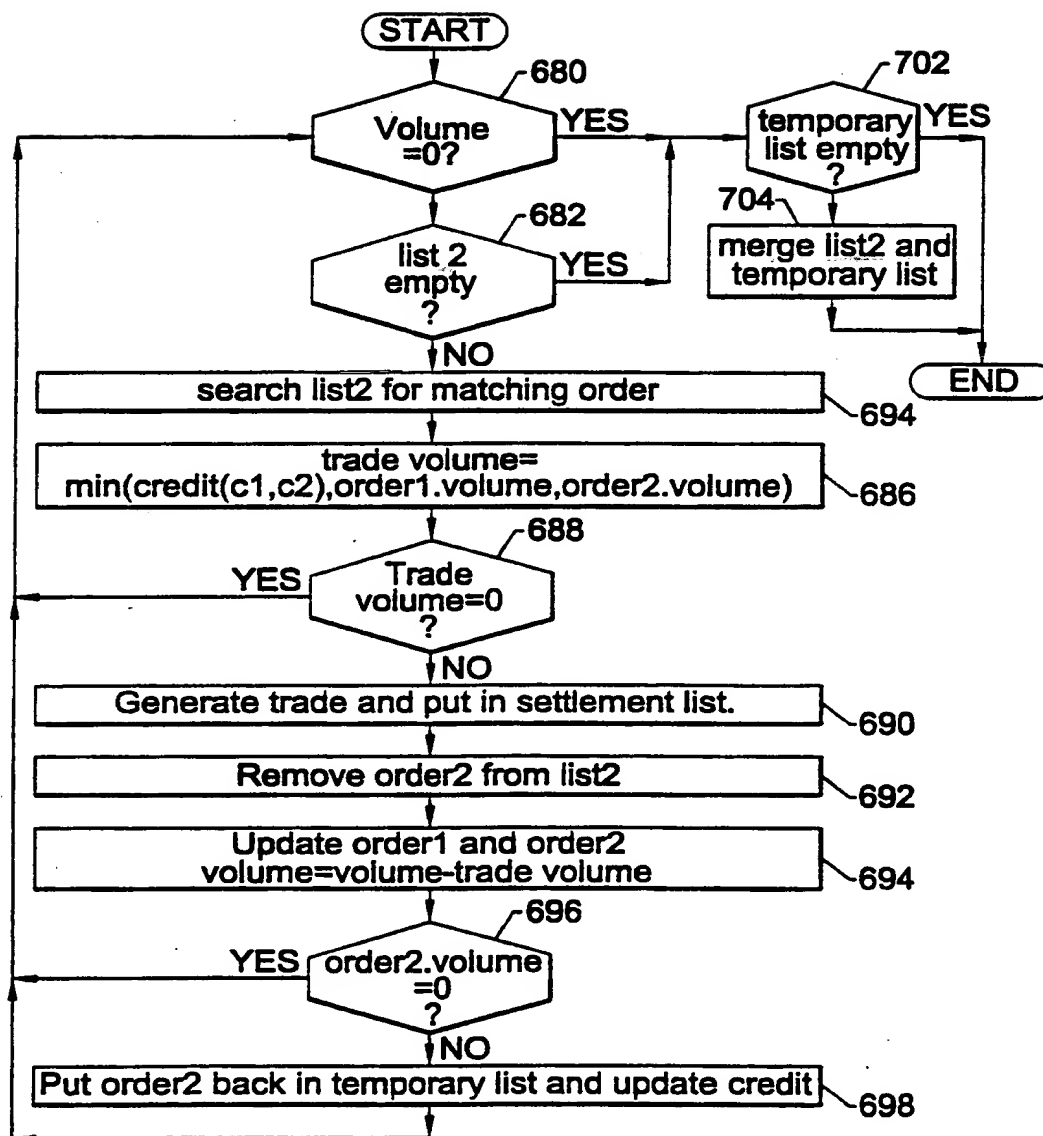 START
680
Volume
=0?
YES
702
temporary
list empty
?
YES
682
list 2
empty
?
YES
704
merge list2 and
temporary list
NO
END
search list2 for matching order
694
trade volume=
min(credit(c1,c2),order1.volume,order2.volume)
686
688
Trade
volume=0
?
YES
NO
Generate trade and put in settlement list.
690
Remove order2 from list2
692
Update order1 and order2
volume=volume-trade volume
694
696
order2.volume
=0
?
YES
NO
Put order2 back in temporary list and update credit
698